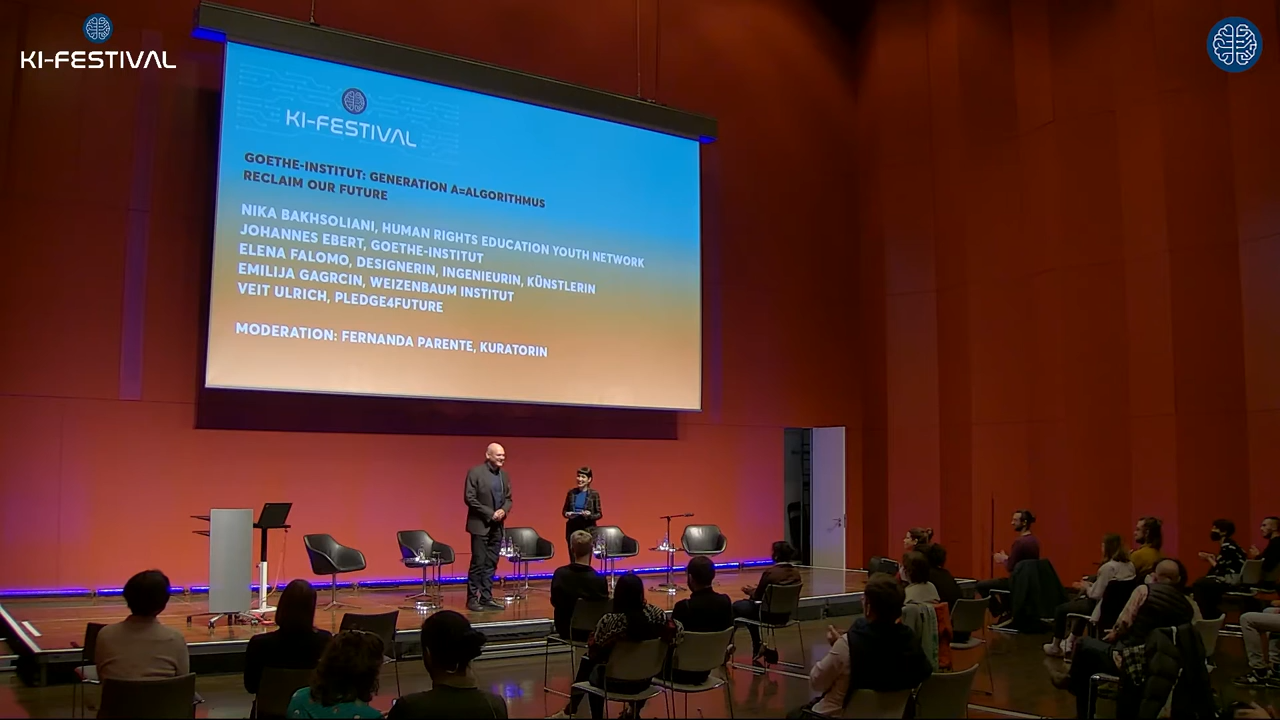 KI-FESTIVAL
KI-FESTIVAL
GOETHE-INSTITUT: GENERATION A=ALGORITHMUS
RECLAIM OUR FUTURE
NIKA BAKHSOLIANI, HUMAN RIGHTS EDUCATION YOUTH NETWORK
JOHANNES EBERT, GOETHE-INSTITUT
ELENA FALOMO, DESIGNERIN, INGENIEURIN, KÜNSTLERIN
EMILIJA GAGRCIN, WEIZENBAUM INSTITUT
VEIT ULRICH, PLEDGE4FUTURE
MODERATION: FERNANDA PARENTE, KURATORIN